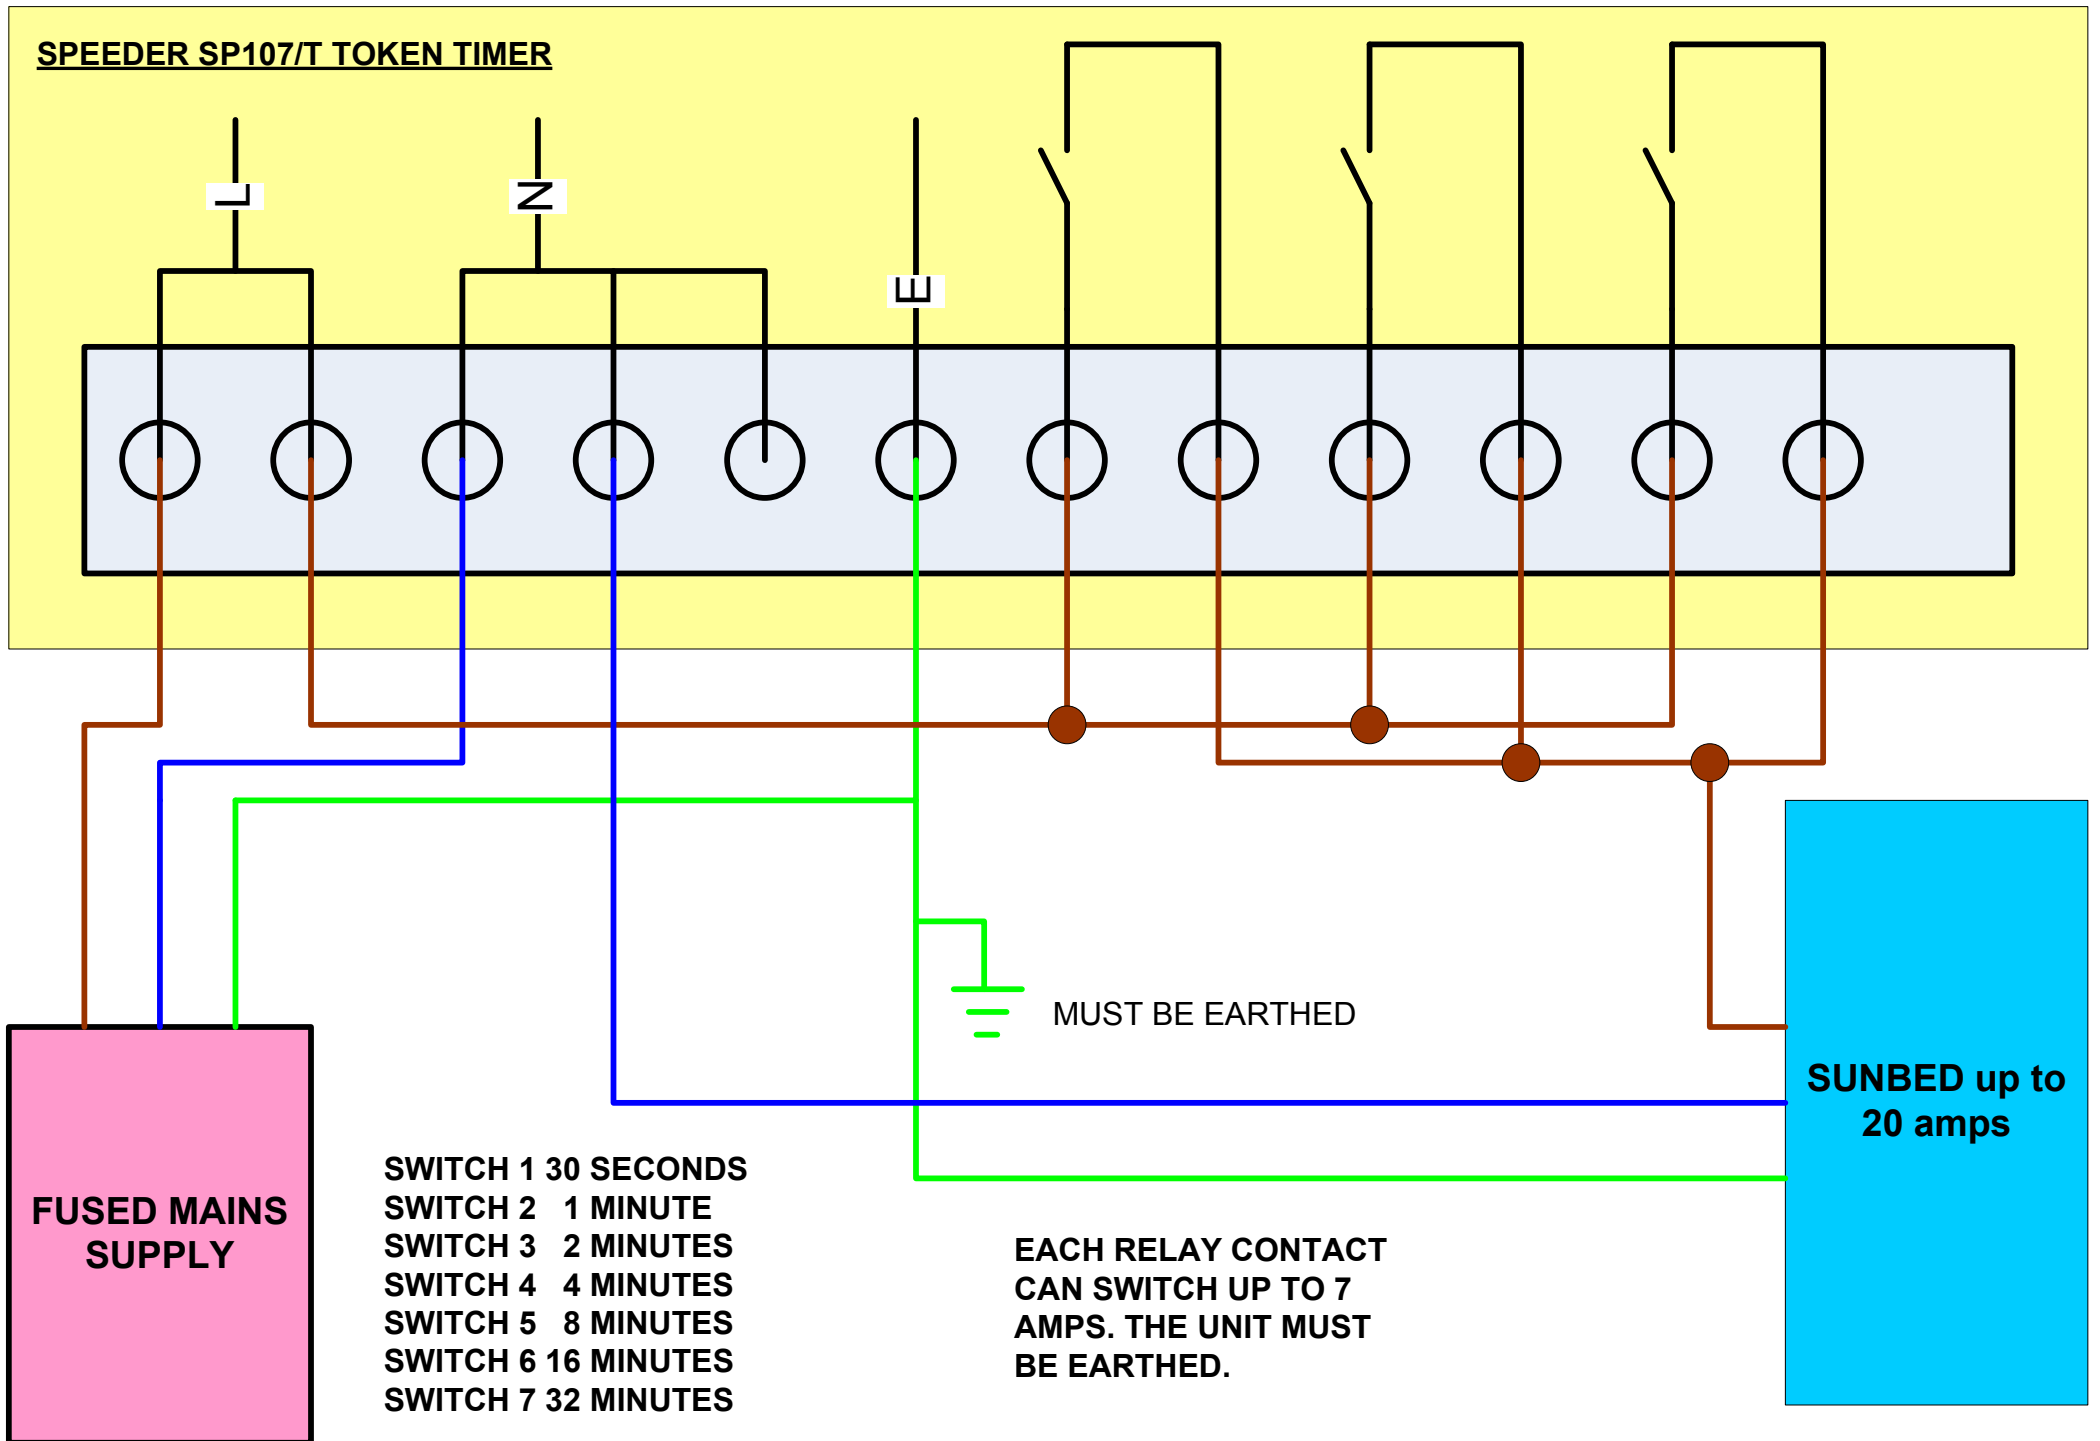 SPEEDER SP107/T TOKEN TIMER
L
N
E
MUST BE EARTHED
SUNBED up to
20 amps
FUSED MAINS
SUPPLY
SWITCH 1 30 SECONDS
SWITCH 2 1 MINUTE
SWITCH 3 2 MINUTES
SWITCH 4 4 MINUTES
SWITCH 5 8 MINUTES
SWITCH 6 16 MINUTES
SWITCH 7 32 MINUTES
EACH RELAY CONTACT
CAN SWITCH UP TO 7
AMPS. THE UNIT MUST
BE EARTHED.